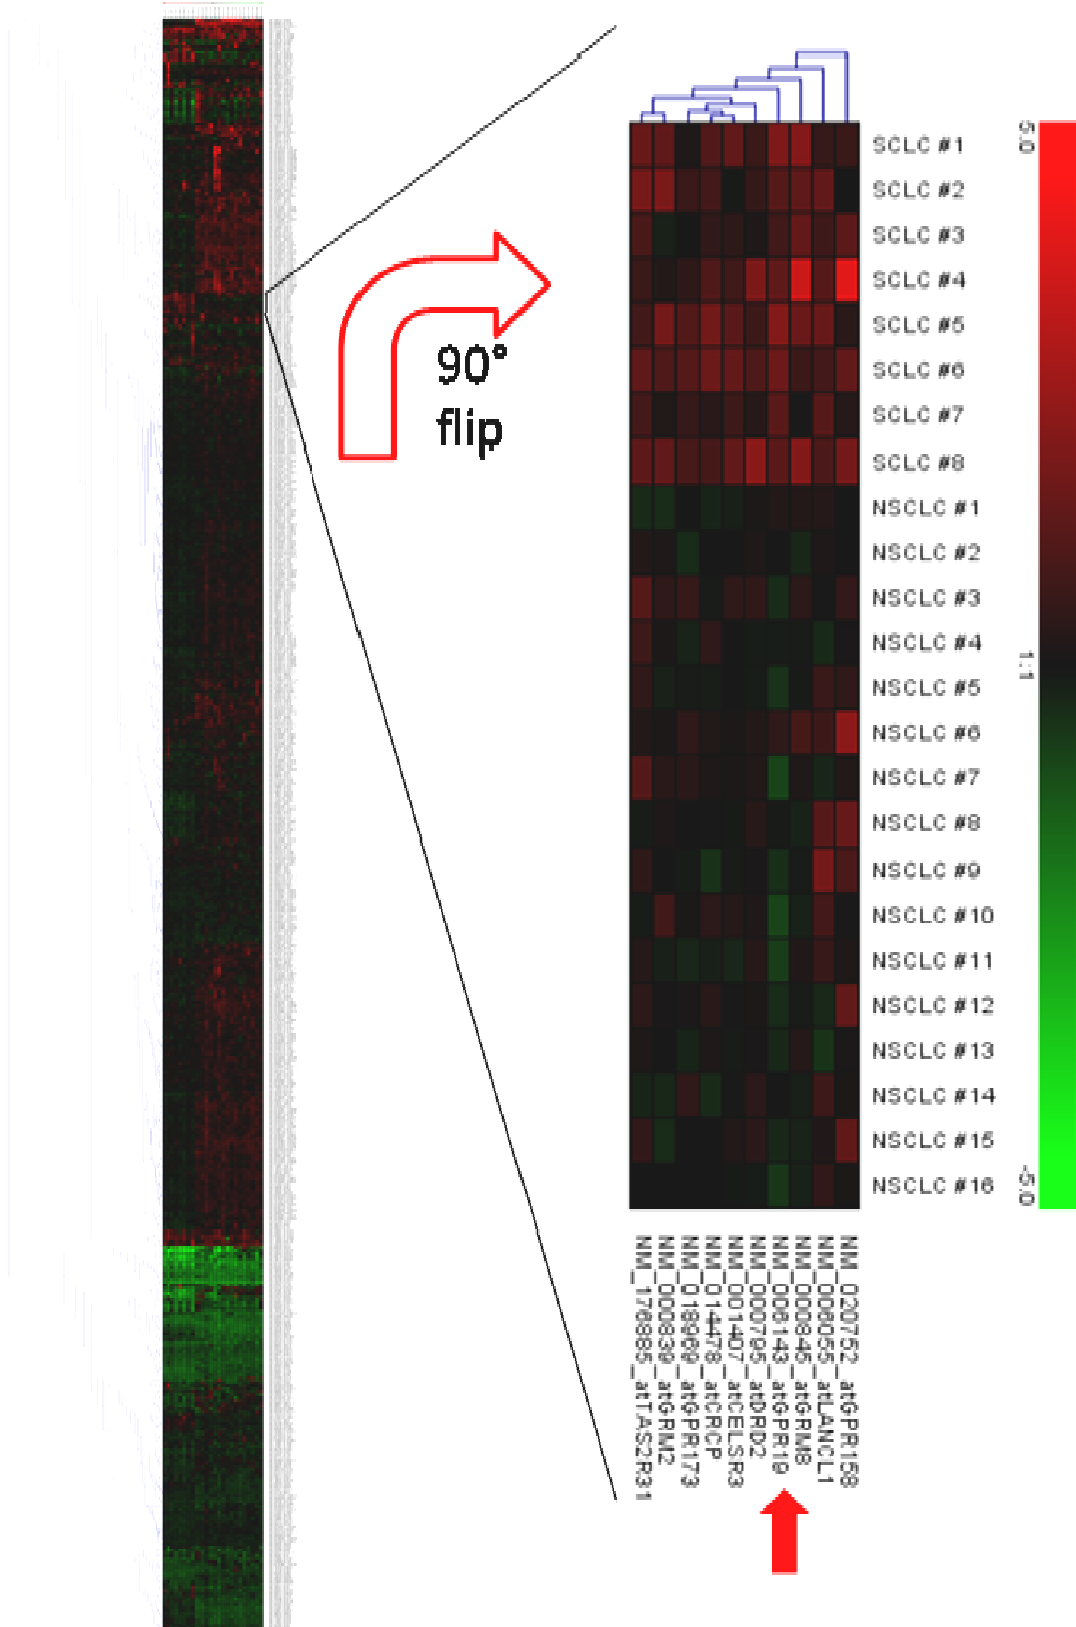 90°
flip
SCLC #1
SCLC #2
SCLC #3
SCLC #4
SCLC #5
SCLC #6
SCLC #7
SCLC #8
NSCLC #1
NSCLC #2
NSCLC #3
NSCLC #4
NSCLC #5
NSCLC #6
NSCLC #7
NSCLC #8
NSCLC #9
NSCLC #10
NSCLC #11
NSCLC #12
NSCLC #13
NSCLC #14
NSCLC #15
NSCLC #16
5.0
1:1
-5.0
NM_020752_atGPR158
NM_006055_atLANCL1
NM_000845_atGRM8
NM_006143_atGPR19
NM_000795_atDRD2
NM_001407_atCELSR3
NM_014478_atCRCP
NM_018969_atGPR173
NM_000839_atGRM2
NM_176885_atTAS2R31